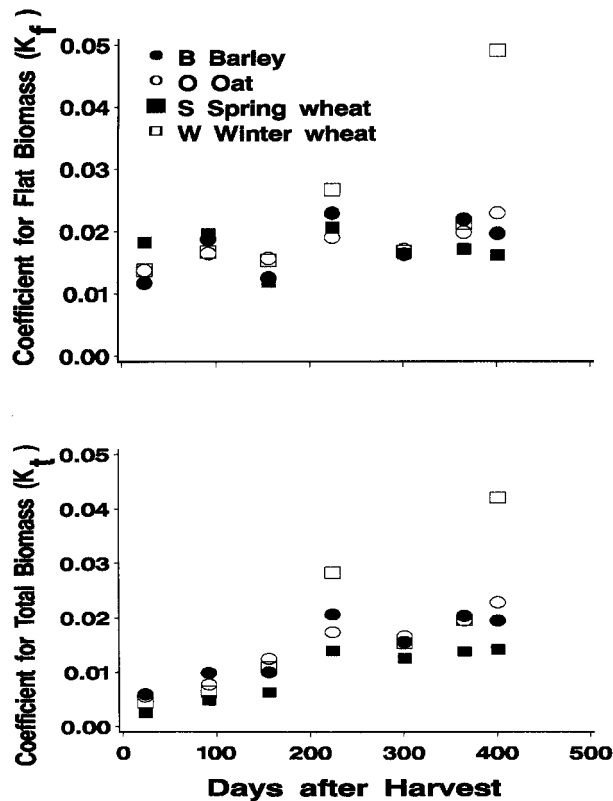 Coefficient for Flat Biomass (Kf)
0.05
0.04
0.03
0.02
0.01
0.00
B Barley
O Oat
S Spring wheat
W Winter wheat
Coefficient for Total Biomass (Kt)
0.05
0.04
0.03
0.02
0.01
0.00
0 100 200 300 400 500
Days after Harvest